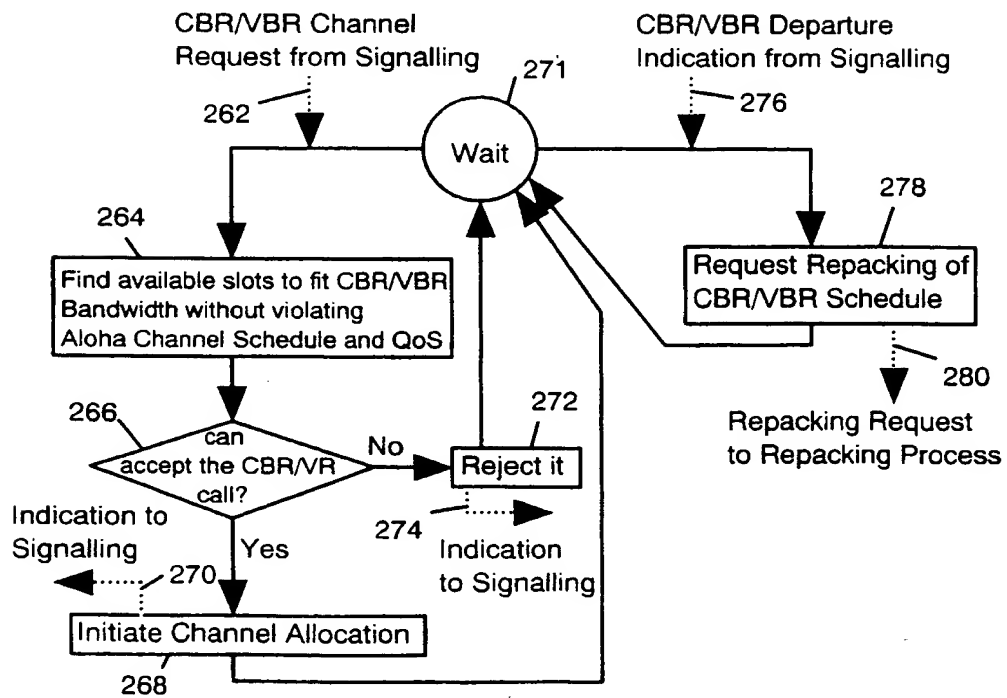 CBR/VBR Channel
Request from Signalling
262
271
CBR/VBR Departure
Indication from Signalling
276
Wait
264
Find available slots to fit CBR/VBR
Bandwidth without violating
Aloha Channel Schedule and QoS
278
Request Repacking of
CBR/VBR Schedule
280
Repacking Request
to Repacking Process
266
can
accept the CBR/VR
call?
No
272
Reject it
274
Indication
to Signalling
Yes
Indication to
Signalling
270
Initiate Channel Allocation
268